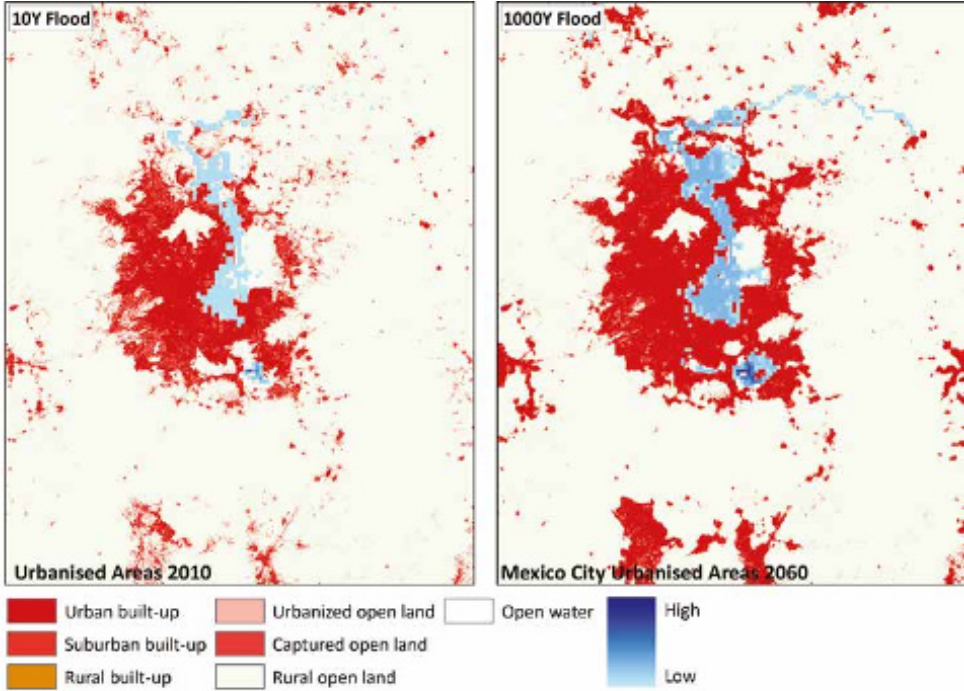 10Y Flood
1000Y Flood
Urbanised Areas 2010
Mexico City Urbanised Areas 2060
Urban built-up
Urbanized open land
Open water
High
Suburban built-up
Captured open land
Rural built-up
Rural open land
Low